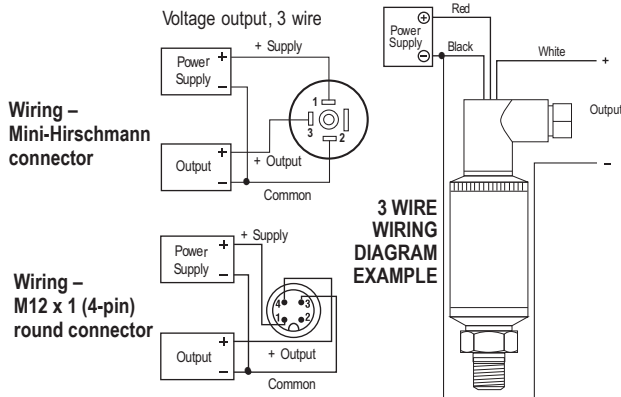 Voltage output, 3 wire
Wiring –
Mini-Hirschmann
connector
Power
Supply
+
–
+ Supply
1
3
2
Output
+
–
+ Output
Common
Wiring –
M12 x 1 (4-pin)
round connector
Power
Supply
+
–
+ Supply
4
3
1
2
Output
+
–
+ Output
Common
Power
Supply
+
–
Red
Black
White
+
Output
–
3 WIRE
WIRING
DIAGRAM
EXAMPLE